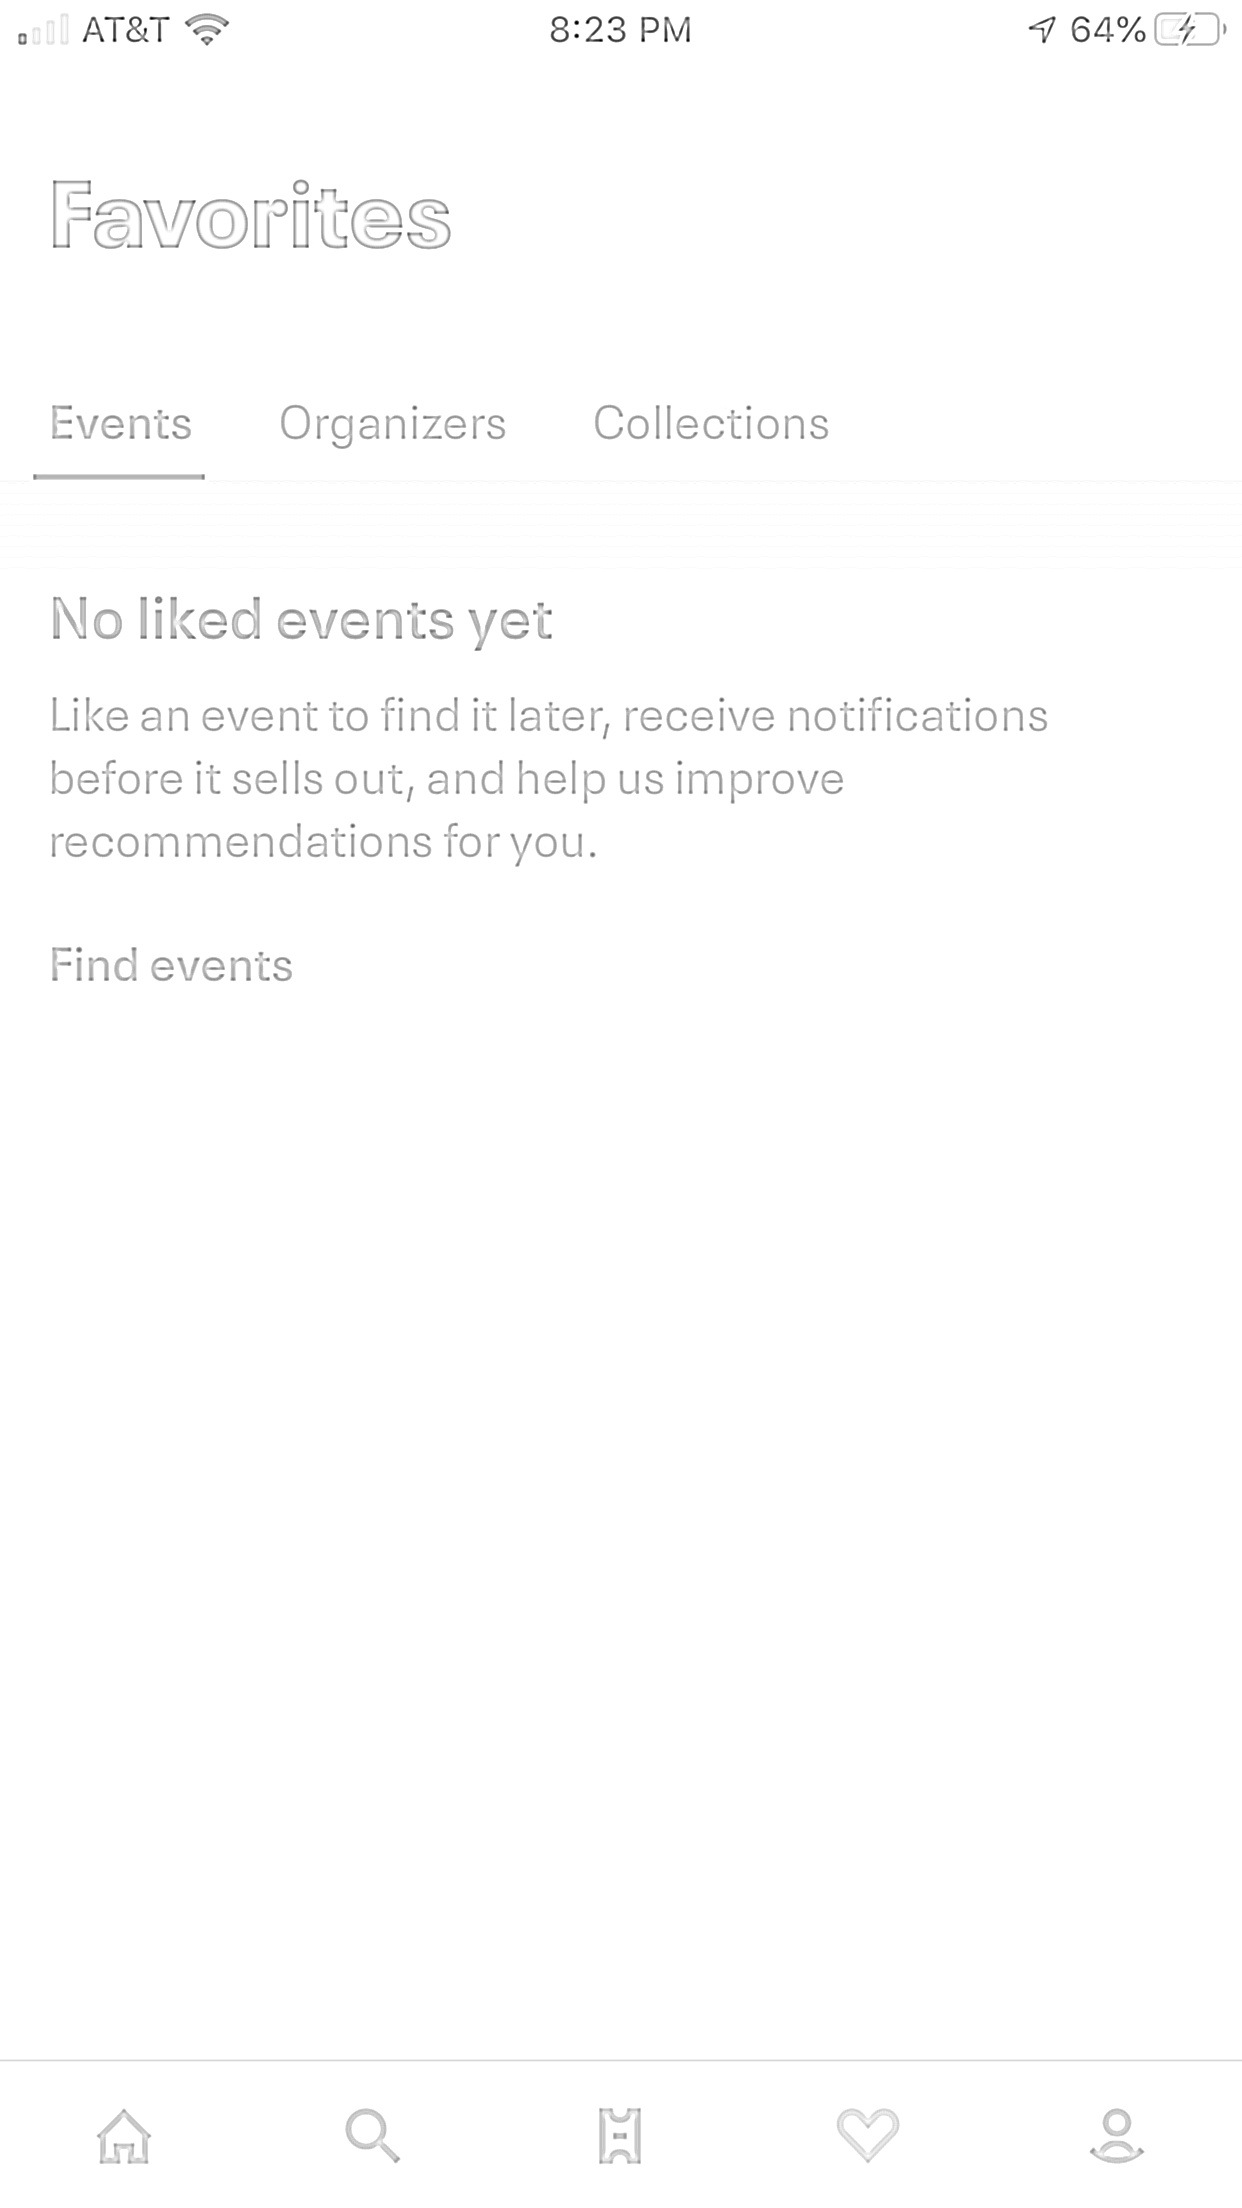 AT&T 8:23 PM 64%
Favorites
Events Organizers Collections
No liked events yet
Like an event to find it later, receive notifications
before it sells out, and help us improve
recommendations for you.
Find events